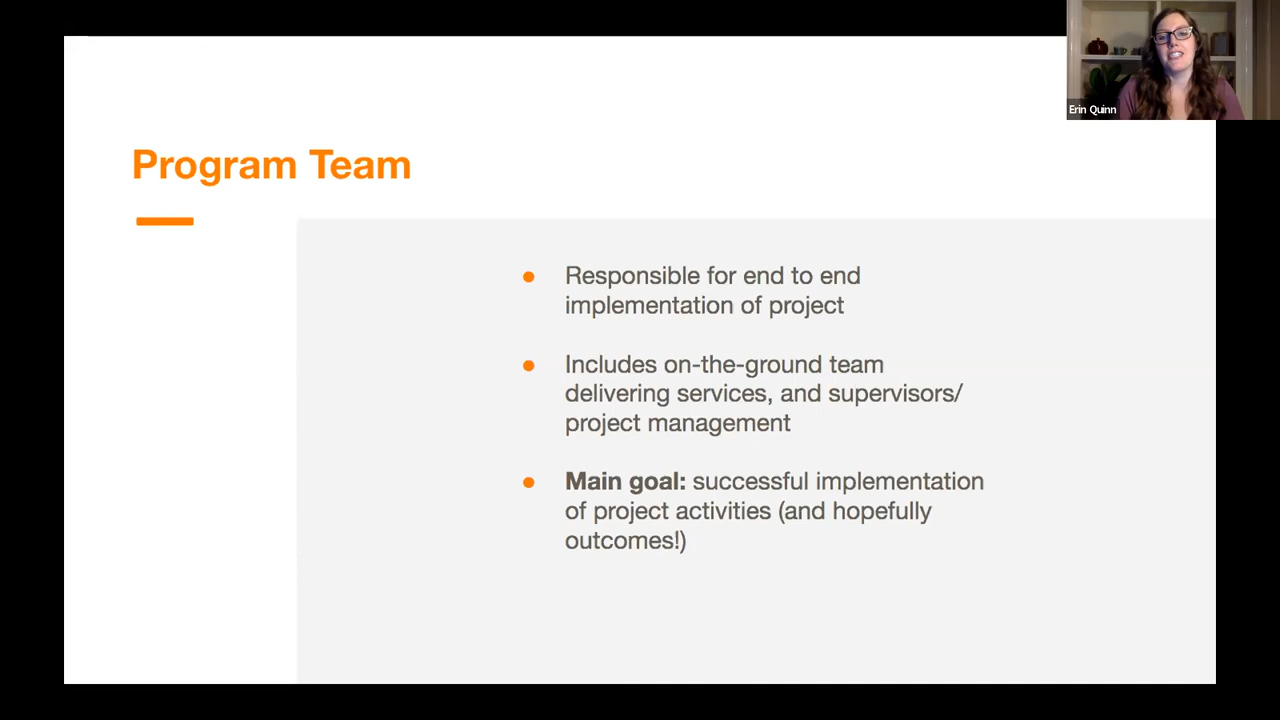 Erin Quinn
Program Team
● Responsible for end to end
implementation of project
● Includes on-the-ground team
delivering services, and supervisors/
project management
● Main goal: successful implementation
of project activities (and hopefully
outcomes!)